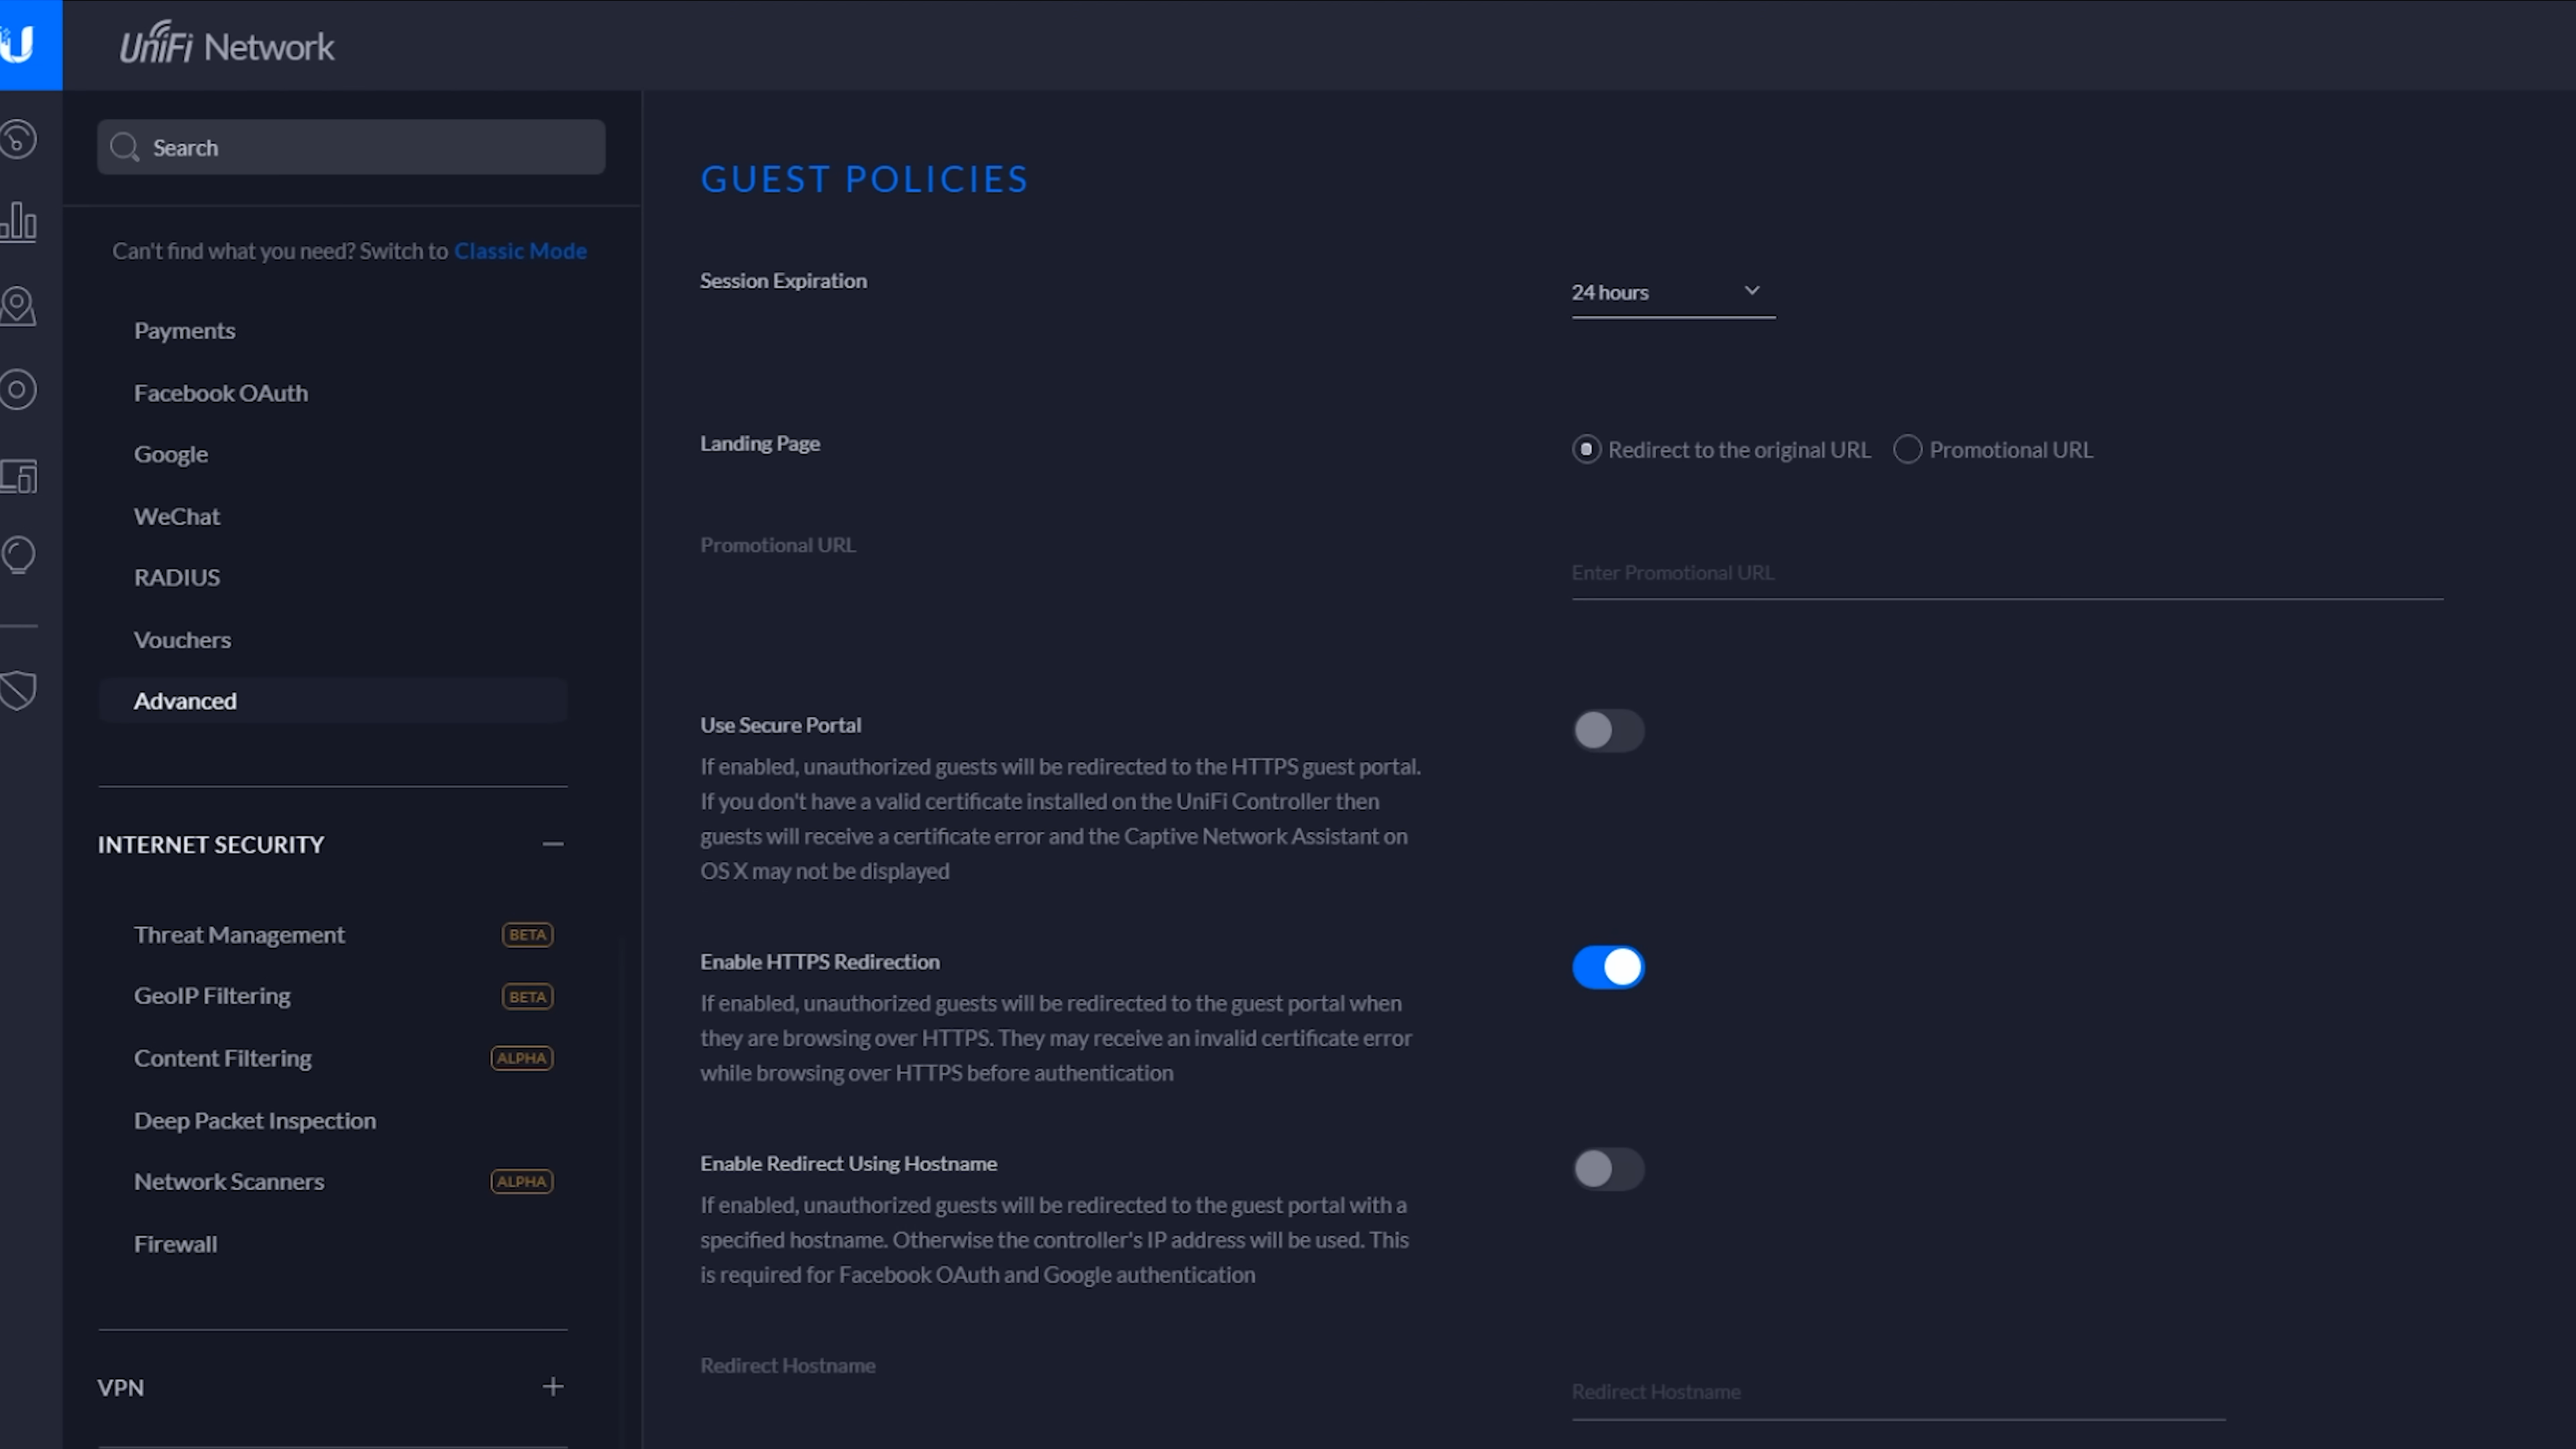 UniFi Network
Search
Can't find what you need? Switch to Classic Mode
Payments
Facebook OAuth
Google
WeChat
RADIUS
Vouchers
Advanced
INTERNET SECURITY
Threat Management BETA
GeoIP Filtering BETA
Content Filtering ALPHA
Deep Packet Inspection
Network Scanners ALPHA
Firewall
VPN
GUEST POLICIES
Session Expiration
24 hours
Landing Page
Redirect to the original URL Promotional URL
Promotional URL
Enter Promotional URL
Use Secure Portal
If enabled, unauthorized guests will be redirected to the HTTPS guest portal.
If you don't have a valid certificate installed on the UniFi Controller then
guests will receive a certificate error and the Captive Network Assistant on
OS X may not be displayed
Enable HTTPS Redirection
If enabled, unauthorized guests will be redirected to the guest portal when
they are browsing over HTTPS. They may receive an invalid certificate error
while browsing over HTTPS before authentication
Enable Redirect Using Hostname
If enabled, unauthorized guests will be redirected to the guest portal with a
specified hostname. Otherwise the controller's IP address will be used. This
is required for Facebook OAuth and Google authentication
Redirect Hostname
Redirect Hostname